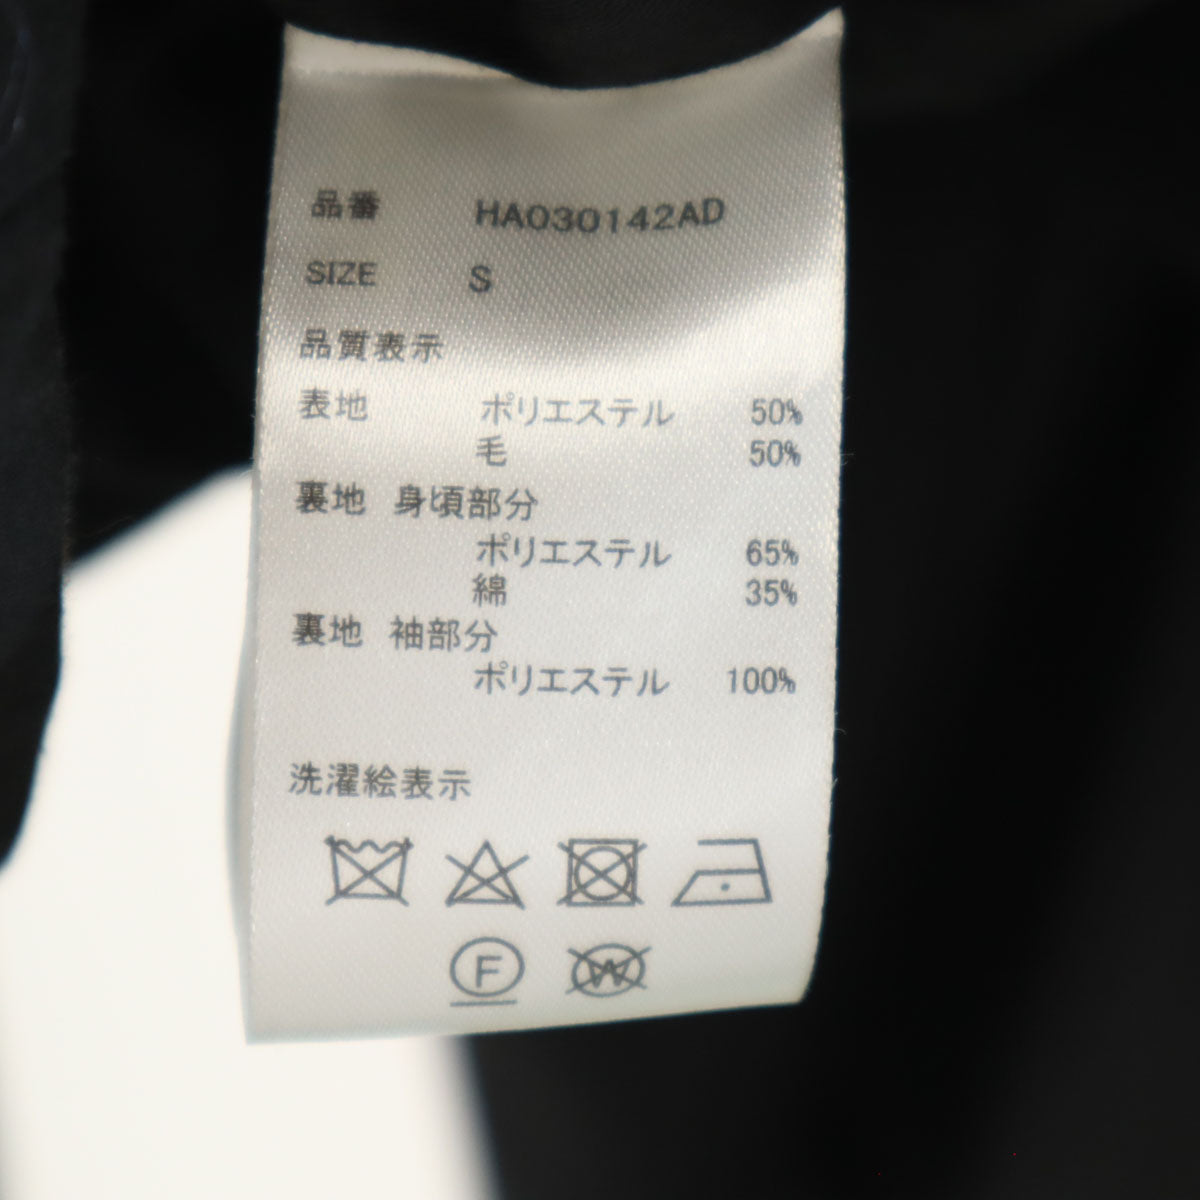 品番 HA030142AD
SIZE S
品質表示
表地 ポリエステル 50%
毛 50%
裏地 身頃部分
ポリエステル 65%
綿 35%
裏地 袖部分
ポリエステル 100%
洗濯絵表示
F W